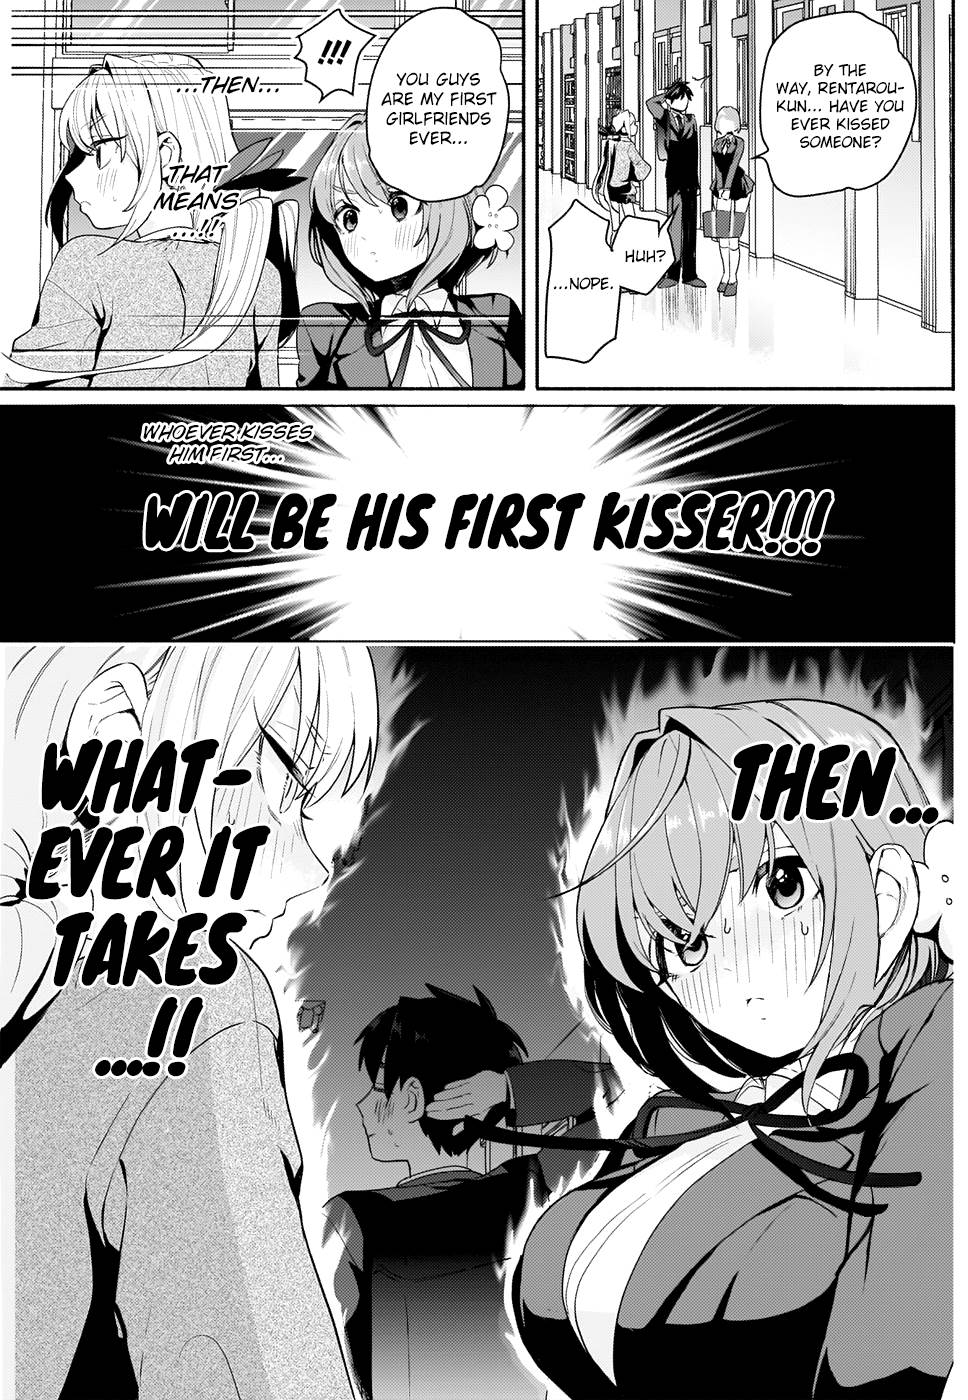 BY THE
WAY, RENTAROU-
KUN... HAVE YOU
EVER KISSED
SOMEONE?
HUH?
...NOPE.
YOU GUYS
ARE MY FIRST
GIRLFRIENDS
EVER...
!!!
...THEN...
THAT
MEANS
....!!
WHOEVER KISSES
HIM FIRST...
WILL BE HIS FIRST KISSER!!!
THEN...
WHAT-
EVER IT
TAKES
....!!